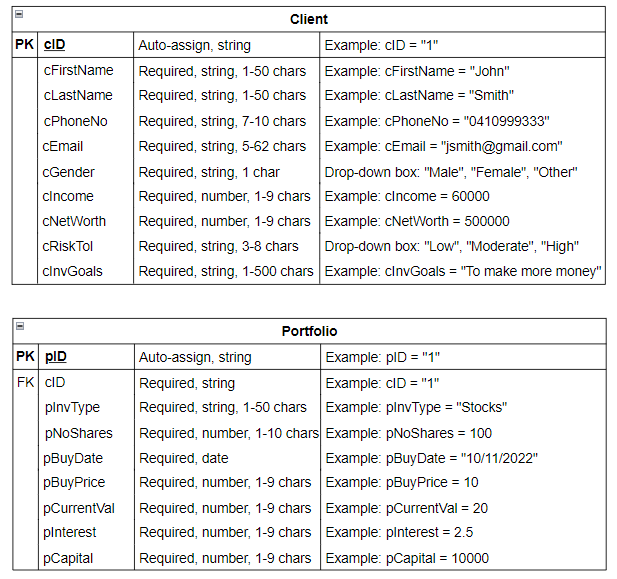 Client
PK cID Auto-assign, string Example: cID = "1"
cFirstName Required, string, 1-50 chars Example: cFirstName = "John"
cLastName Required, string, 1-50 chars Example: cLastName = "Smith"
cPhoneNo Required, string, 7-10 chars Example: cPhoneNo = "0410999333"
cEmail Required, string, 5-62 chars Example: cEmail = "jsmith@gmail.com"
cGender Required, string, 1 char Drop-down box: "Male", "Female", "Other"
cIncome Required, number, 1-9 chars Example: cIncome = 60000
cNetWorth Required, number, 1-9 chars Example: cNetWorth = 500000
cRiskTol Required, string, 3-8 chars Drop-down box: "Low", "Moderate", "High"
cInvGoals Required, string, 1-500 chars Example: cInvGoals = "To make more money"
Portfolio
PK pID Auto-assign, string Example: pID = "1"
FK cID Required, string Example: cID = "1"
pInvType Required, string, 1-50 chars Example: pInvType = "Stocks"
pNoShares Required, number, 1-10 chars Example: pNoShares = 100
pBuyDate Required, date Example: pBuyDate = "10/11/2022"
pBuyPrice Required, number, 1-9 chars Example: pBuyPrice = 10
pCurrentVal Required, number, 1-9 chars Example: pCurrentVal = 20
pInterest Required, number, 1-9 chars Example: pInterest = 2.5
pCapital Required, number, 1-9 chars Example: pCapital = 10000